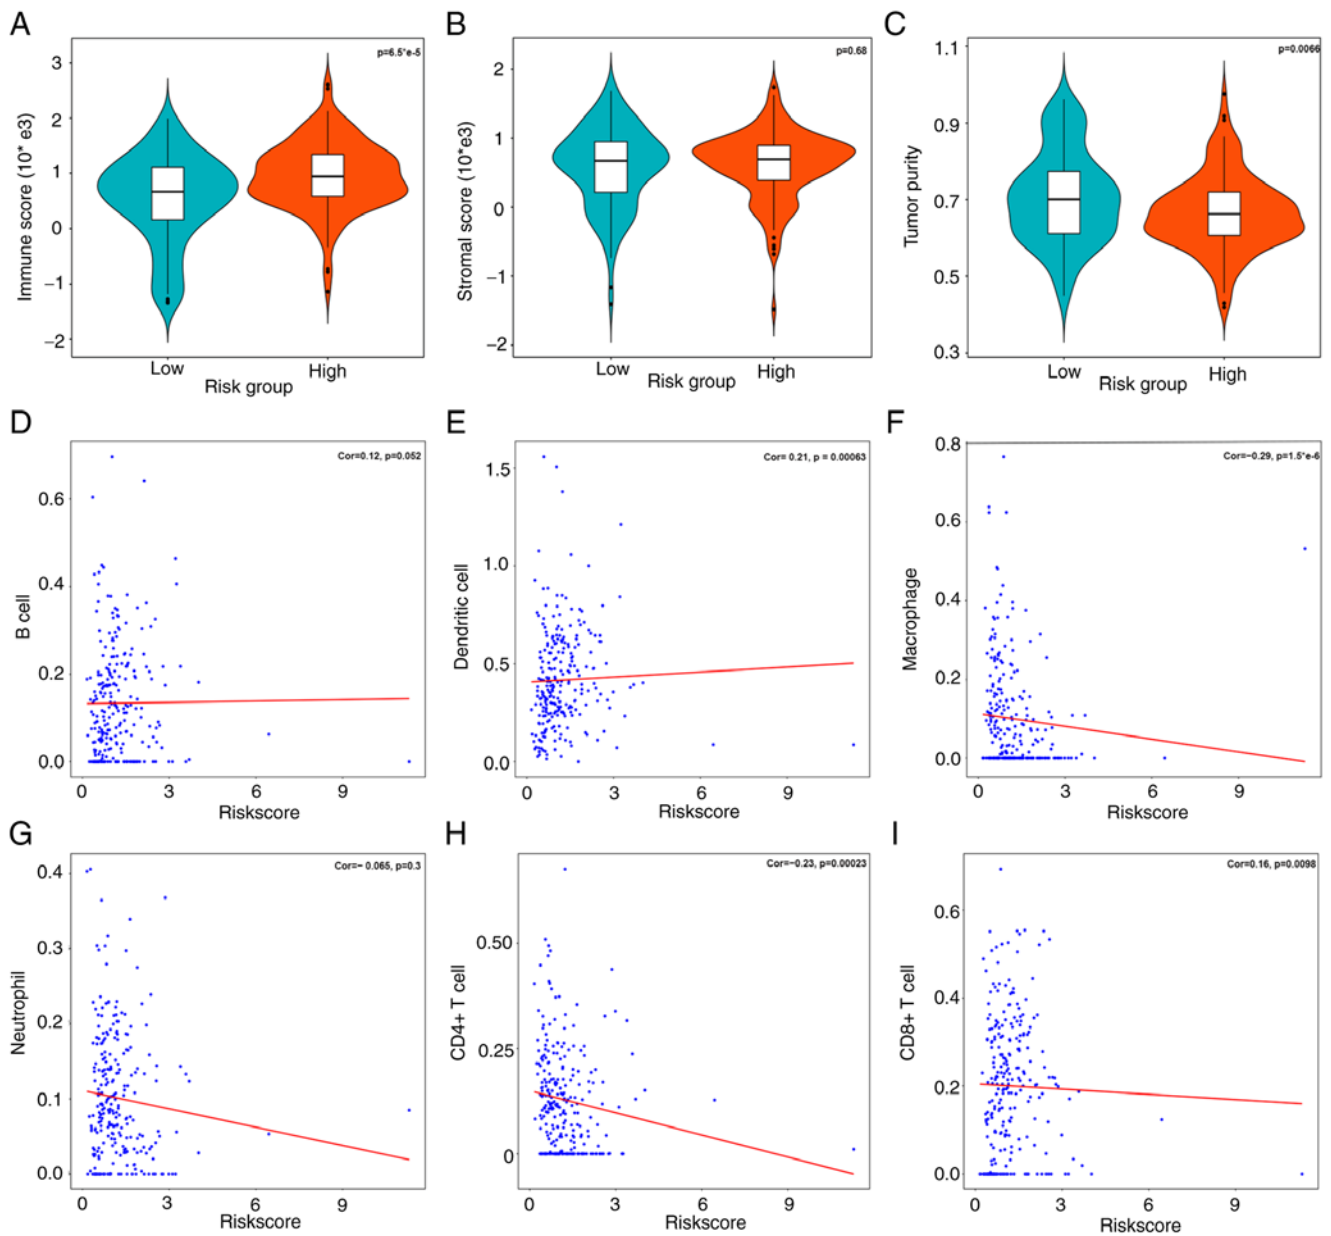 A
p=6.5*e-5
Immune score (10* e3)
3
2
1
0
−1
−2
Low
High
Risk group
B
p=0.68
Stromal score (10*e3)
2
1
0
−1
−2
Low
High
Risk group
C
p=0.0066
Tumor purity
1.1
0.9
0.7
0.5
0.3
Low
High
Risk group
D
Cor=0.12, p=0.052
B cell
0.6
0.4
0.2
0.0
0 3 6 9
Riskscore
E
Cor= 0.21, p = 0.00063
Dendritic cell
1.5
1.0
0.5
0.0
0 3 6 9
Riskscore
F
Cor=−0.29, p=1.5*e-6
Macrophage
0.8
0.6
0.4
0.2
0.0
0 3 6 9
Riskscore
G
Cor=− 0.065, p=0.3
Neutrophil
0.4
0.3
0.2
0.1
0.0
0 3 6 9
Riskscore
H
Cor=−0.23, p=0.00023
CD4+ T cell
0.50
0.25
0
0 3 6 9
Riskscore
I
Cor=0.16, p=0.0098
CD8+ T cell
0.6
0.4
0.2
0.0
0 3 6 9
Riskscore